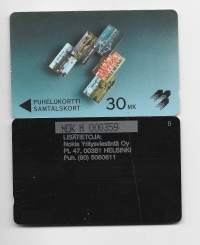 PUHELUKORTTI
SAMTALSKORT
30 MK
NOK M 000359
B
LISÄTIETOJA:
Nokia Yritysviestintä Oy
PL 47, 00381 HELSINKI
Puh. (90) 5060611